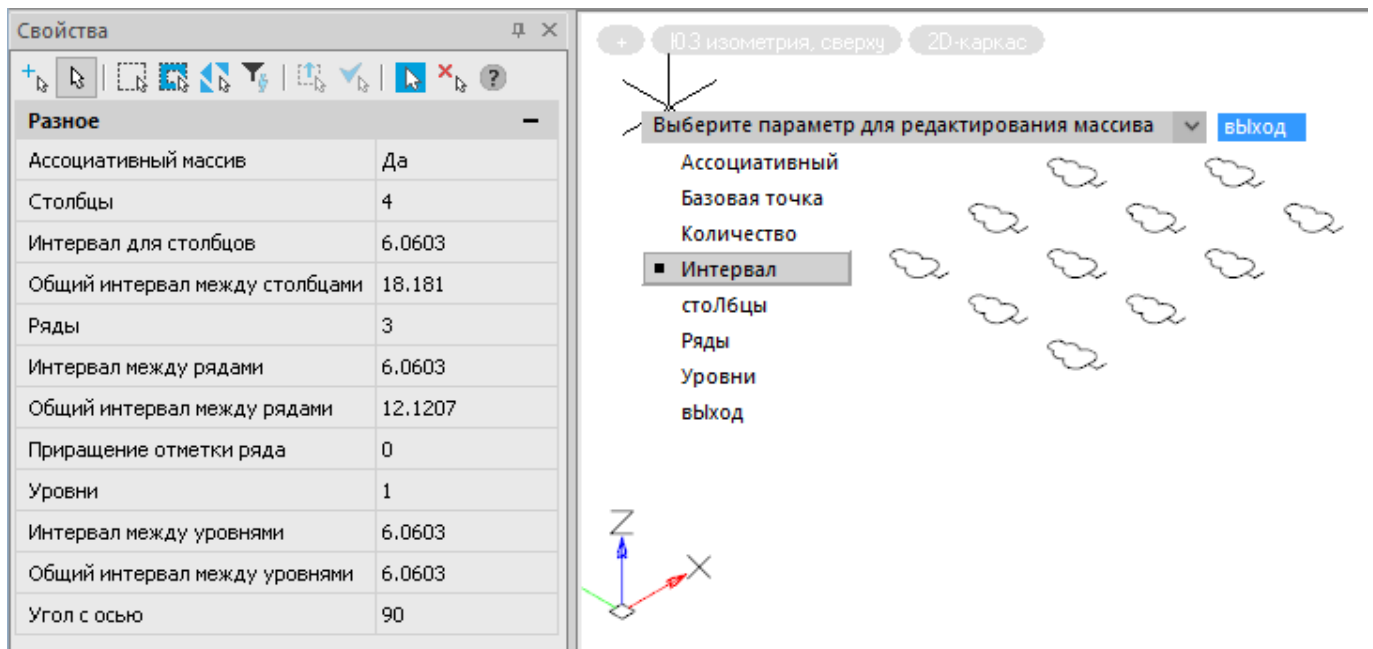 Свойства
Разное
Ассоциативный массив Да
Столбцы 4
Интервал для столбцов 6.0603
Общий интервал между столбцами 18.181
Ряды 3
Интервал между рядами 6.0603
Общий интервал между рядами 12.1207
Приращение отметки ряда 0
Уровни 1
Интервал между уровнями 6.0603
Общий интервал между уровнями 6.0603
Угол с осью 90
+ ЮЗ изометрия, сверху 2D-каркас
Выберите параметр для редактирования массива вЫход
Ассоциативный
Базовая точка
Количество
Интервал
стоЛбцы
Ряды
Уровни
вЫход
Z
X